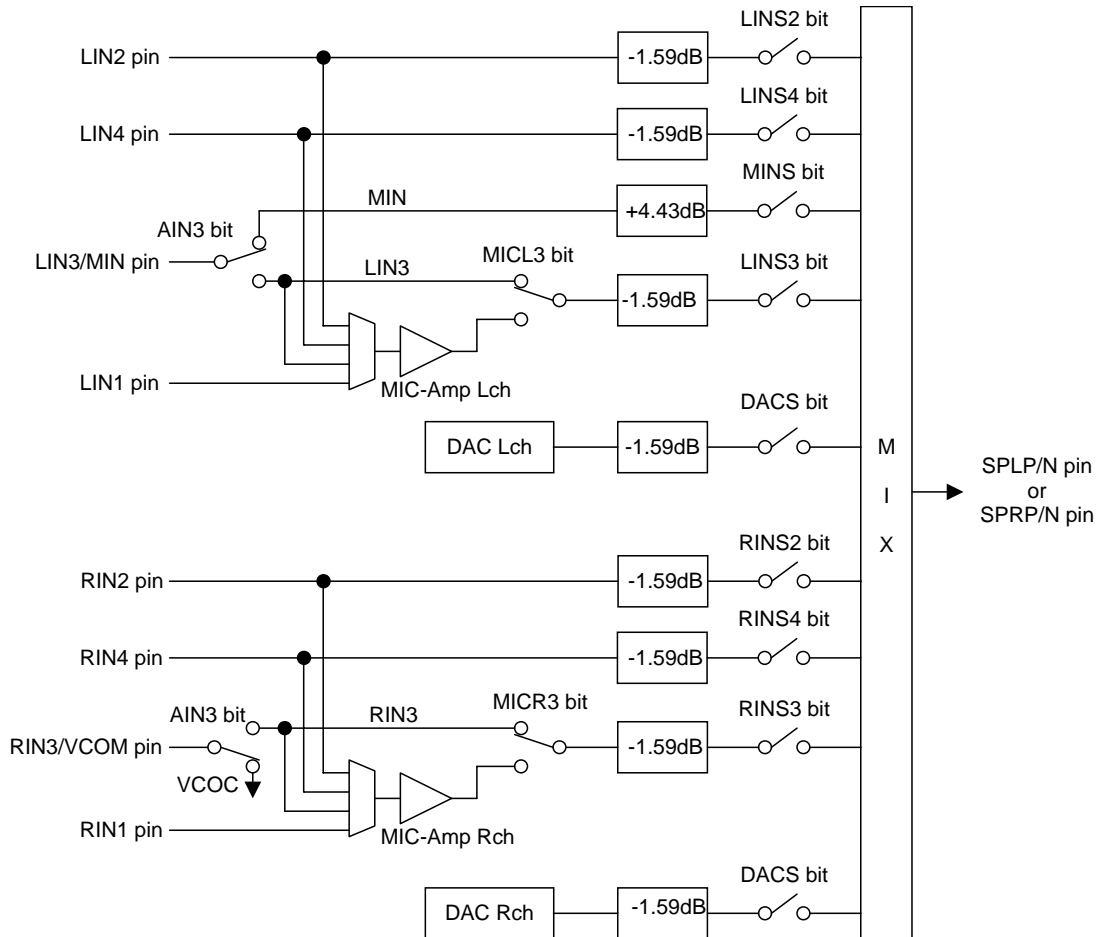 LINS2 bit
LIN2 pin
-1.59dB
LINS4 bit
LIN4 pin
-1.59dB
MINS bit
MIN
+4.43dB
AIN3 bit
LIN3/MIN pin
LIN3
MICL3 bit
-1.59dB
LINS3 bit
LIN1 pin
MIC-Amp Lch
DACS bit
DAC Lch
-1.59dB
M
I
X
SPLP/N pin
or
SPRP/N pin
RINS2 bit
RIN2 pin
-1.59dB
RINS4 bit
RIN4 pin
-1.59dB
AIN3 bit
RIN3
MICR3 bit
RINS3 bit
RIN3/VCOM pin
-1.59dB
VCOC
RIN1 pin
MIC-Amp Rch
DACS bit
DAC Rch
-1.59dB